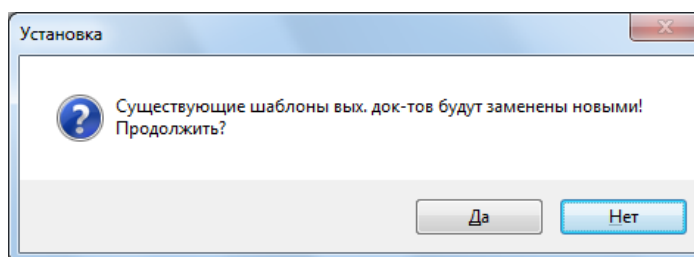 Установка
Существующие шаблоны вых. док-тов будут заменены новыми!
Продолжить?
Да
Нет